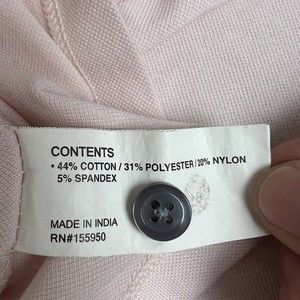 CONTENTS
• 44% COTTON / 31% POLYESTER / 20% NYLON
5% SPANDEX
MADE IN INDIA
RN#155950